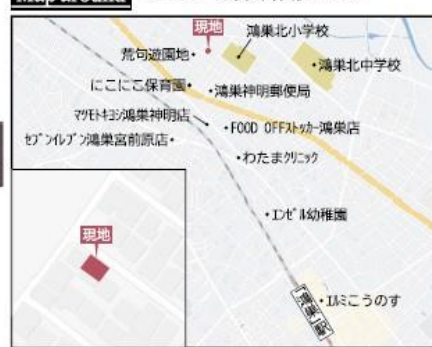 Map around
現地
鴻巣北小学校
荒句遊園地
鴻巣北中学校
にこにこ保育園
鴻巣神明郵便局
マツモトキヨシ鴻巣神明店
FOOD OFFストッカー鴻巣店
セブンイレブン鴻巣宮前原店
わたまクリニック
エンゼル幼稚園
現地
鴻巣駅
エルミこうのす